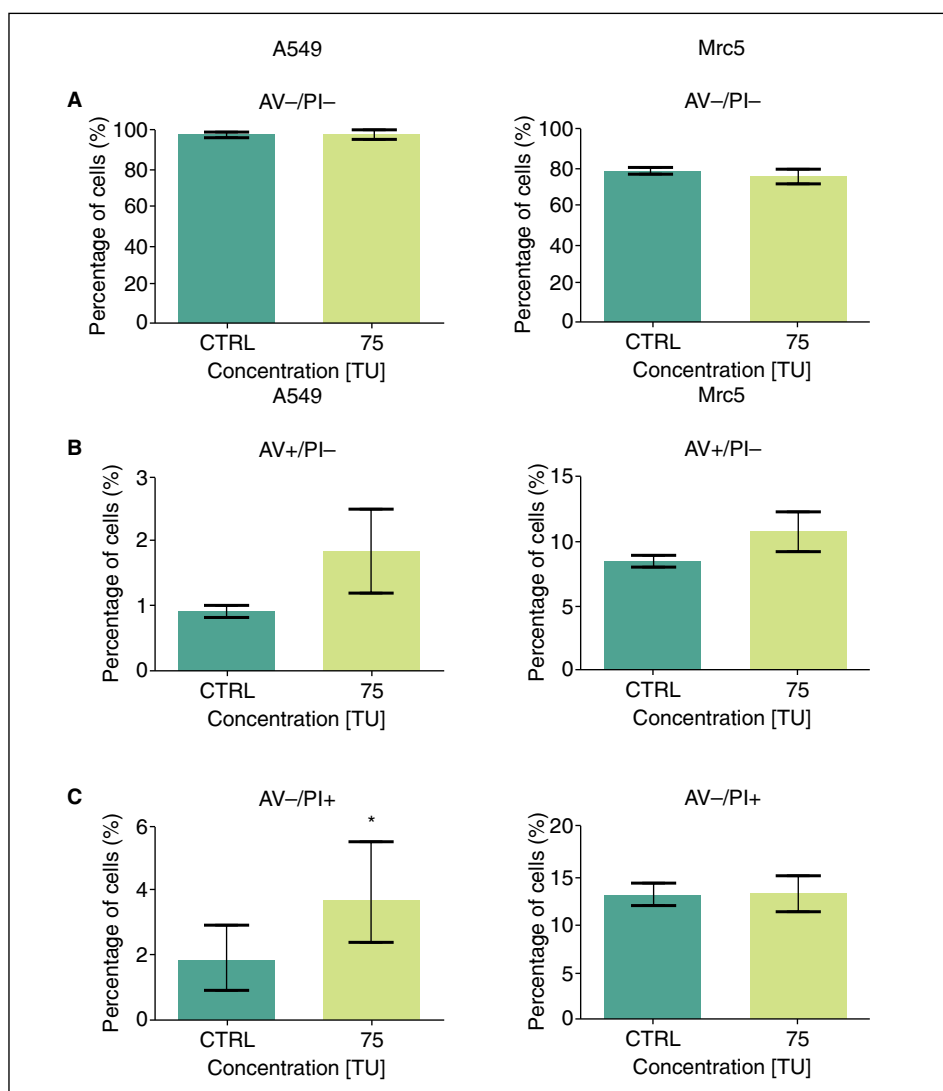 A549
Mrc5
A
AV–/PI–
AV–/PI–
Percentage of cells (%)
100
80
60
40
20
0
CTRL
75
Concentration [TU]
Percentage of cells (%)
100
80
60
40
20
0
CTRL
75
Concentration [TU]
A549
Mrc5
B
AV+/PI–
AV+/PI–
Percentage of cells (%)
3
2
1
0
CTRL
75
Concentration [TU]
Percentage of cells (%)
15
10
5
0
CTRL
75
Concentration [TU]
C
AV–/PI+
AV–/PI+
Percentage of cells (%)
6
4
2
0
*
CTRL
75
Concentration [TU]
Percentage of cells (%)
20
15
10
5
0
CTRL
75
Concentration [TU]